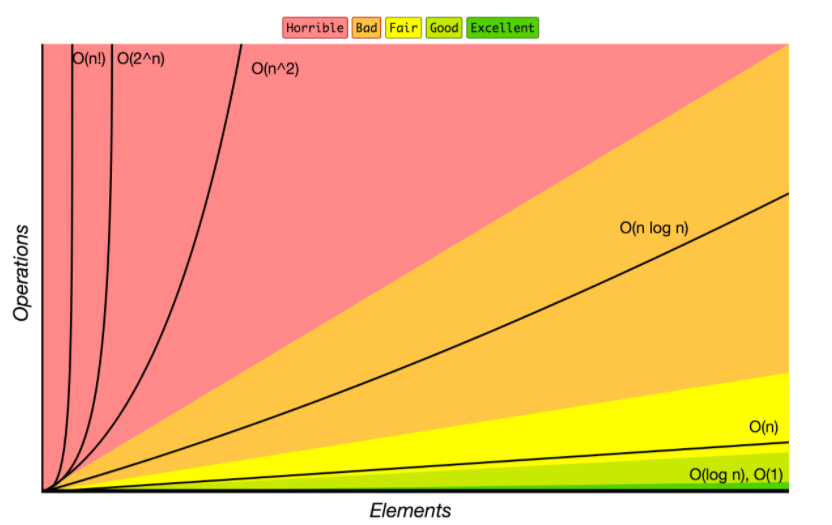 Horrible Bad Fair Good Excellent
O(n!) O(2^n)
O(n^2)
O(n log n)
Operations
O(n)
O(log n), O(1)
Elements